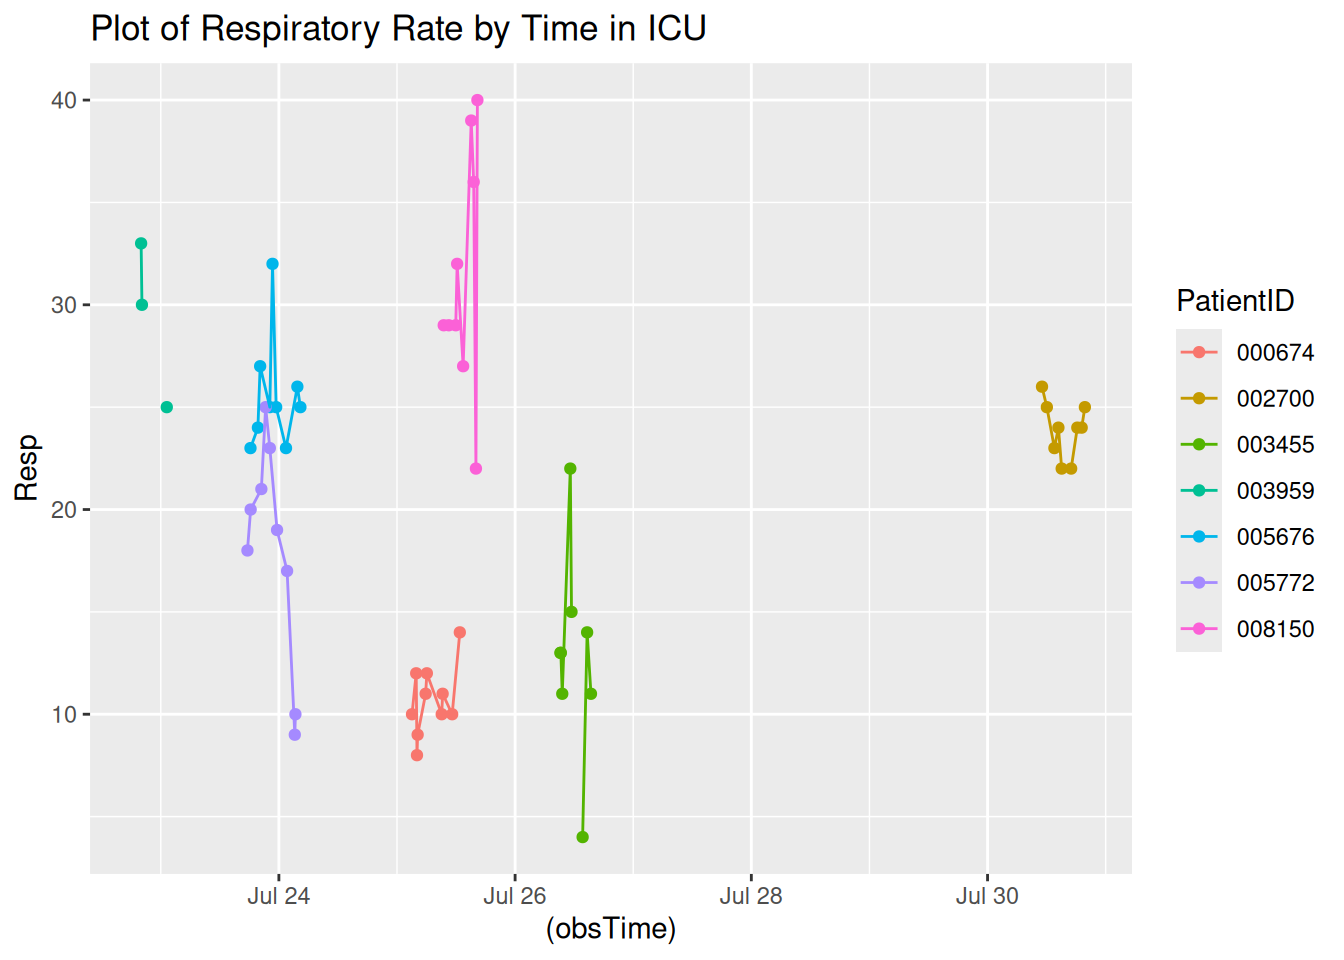 Plot of Respiratory Rate by Time in ICU
Resp
40
30
20
10
Jul 24 Jul 26 Jul 28 Jul 30
(obsTime)
PatientID
000674
002700
003455
003959
005676
005772
008150